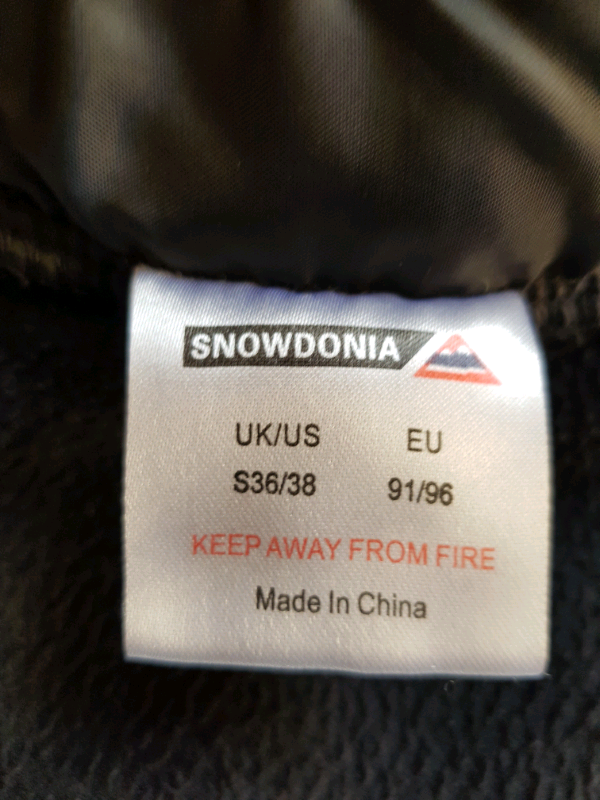 SNOWDONIA
UK/US EU
S36/38 91/96
KEEP AWAY FROM FIRE
Made In China